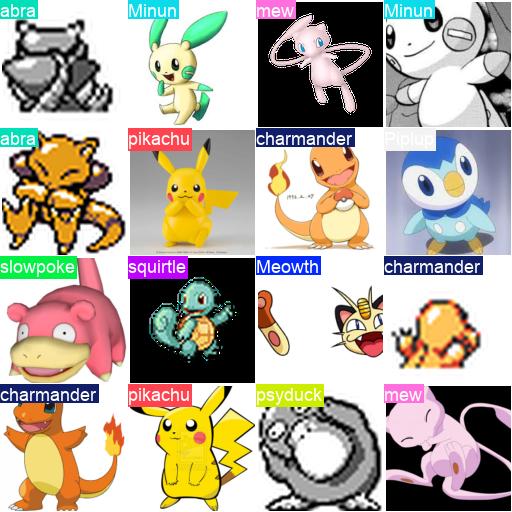 abra
Minun
mew
Minun
abra
pikachu
charmander
Piplup
slowpoke
squirtle
Meowth
charmander
charmander
pikachu
psyduck
mew